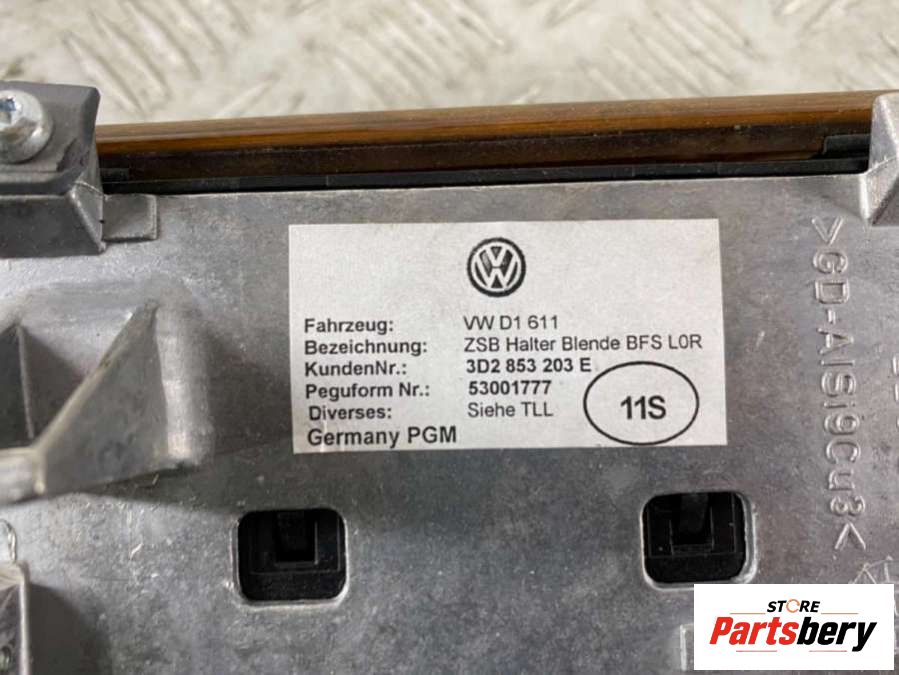 VW
Fahrzeug: VW D1 611
Bezeichnung: ZSB Halter Blende BFS L0R
KundenNr.: 3D2 853 203 E
Peguform Nr.: 53001777
Diverses: Siehe TLL
11S
Germany PGM
>GD-AlSi9Cu3<
STORE
Partsbery